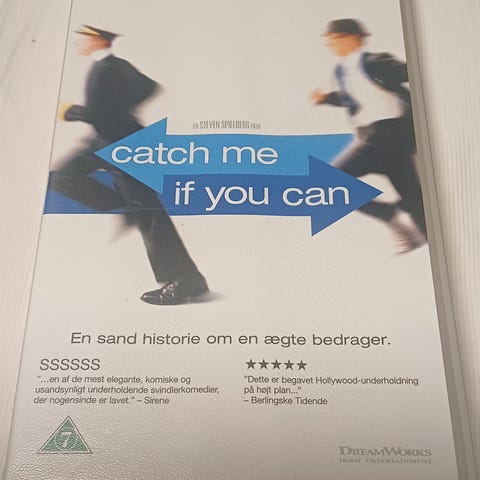 EN STEVEN SPIELBERG FILM
catch me
if you can
En sand historie om en ægte bedrager.
SSSSSS
"...en af de mest elegante, komiske og
usandsynligt underholdende svindlerkomedier,
der nogensinde er lavet." – Sirene
★★★★★
"Dette er begavet Hollywood-underholdning
på højt plan..."
– Berlingske Tidende
7
DREAMWORKS
HOME ENTERTAINMENT